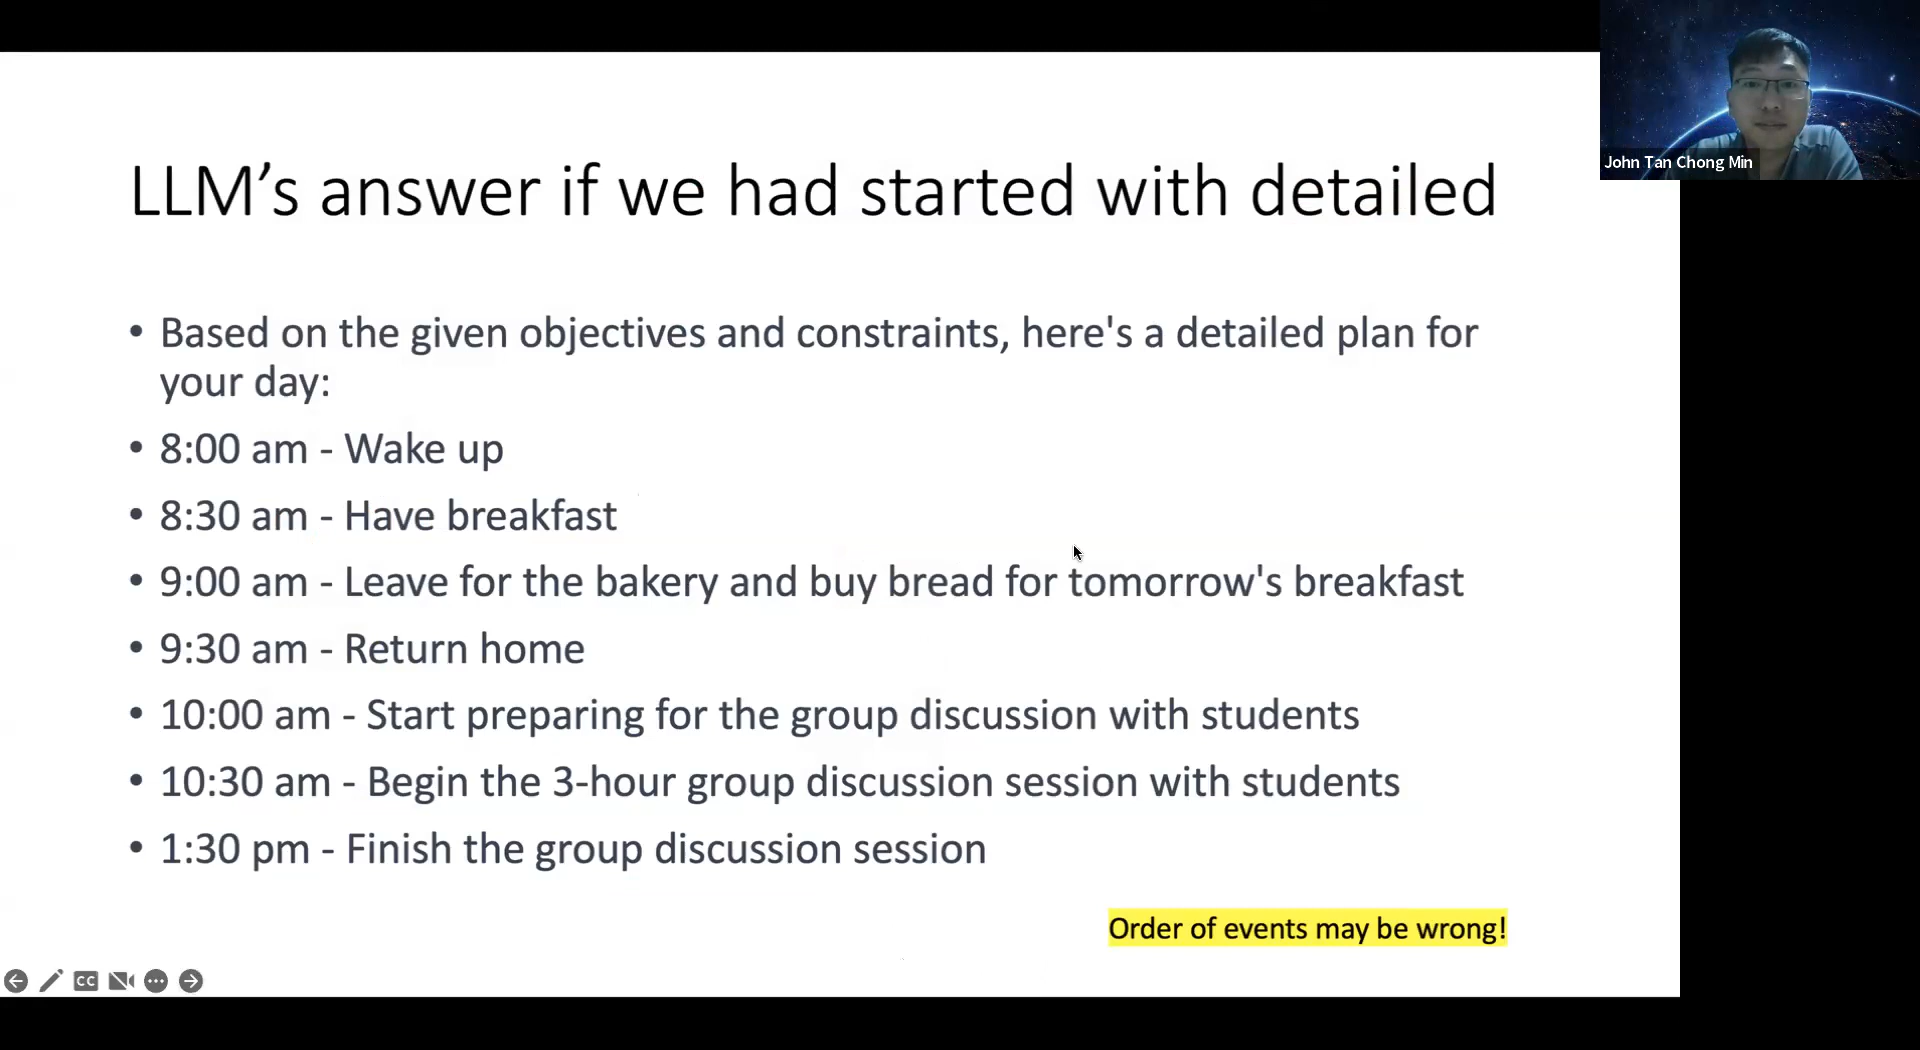 John Tan Chong Min
LLM’s answer if we had started with detailed
• Based on the given objectives and constraints, here's a detailed plan for
your day:
• 8:00 am - Wake up
• 8:30 am - Have breakfast
• 9:00 am - Leave for the bakery and buy bread for tomorrow's breakfast
• 9:30 am - Return home
• 10:00 am - Start preparing for the group discussion with students
• 10:30 am - Begin the 3-hour group discussion session with students
• 1:30 pm - Finish the group discussion session
Order of events may be wrong!
CC